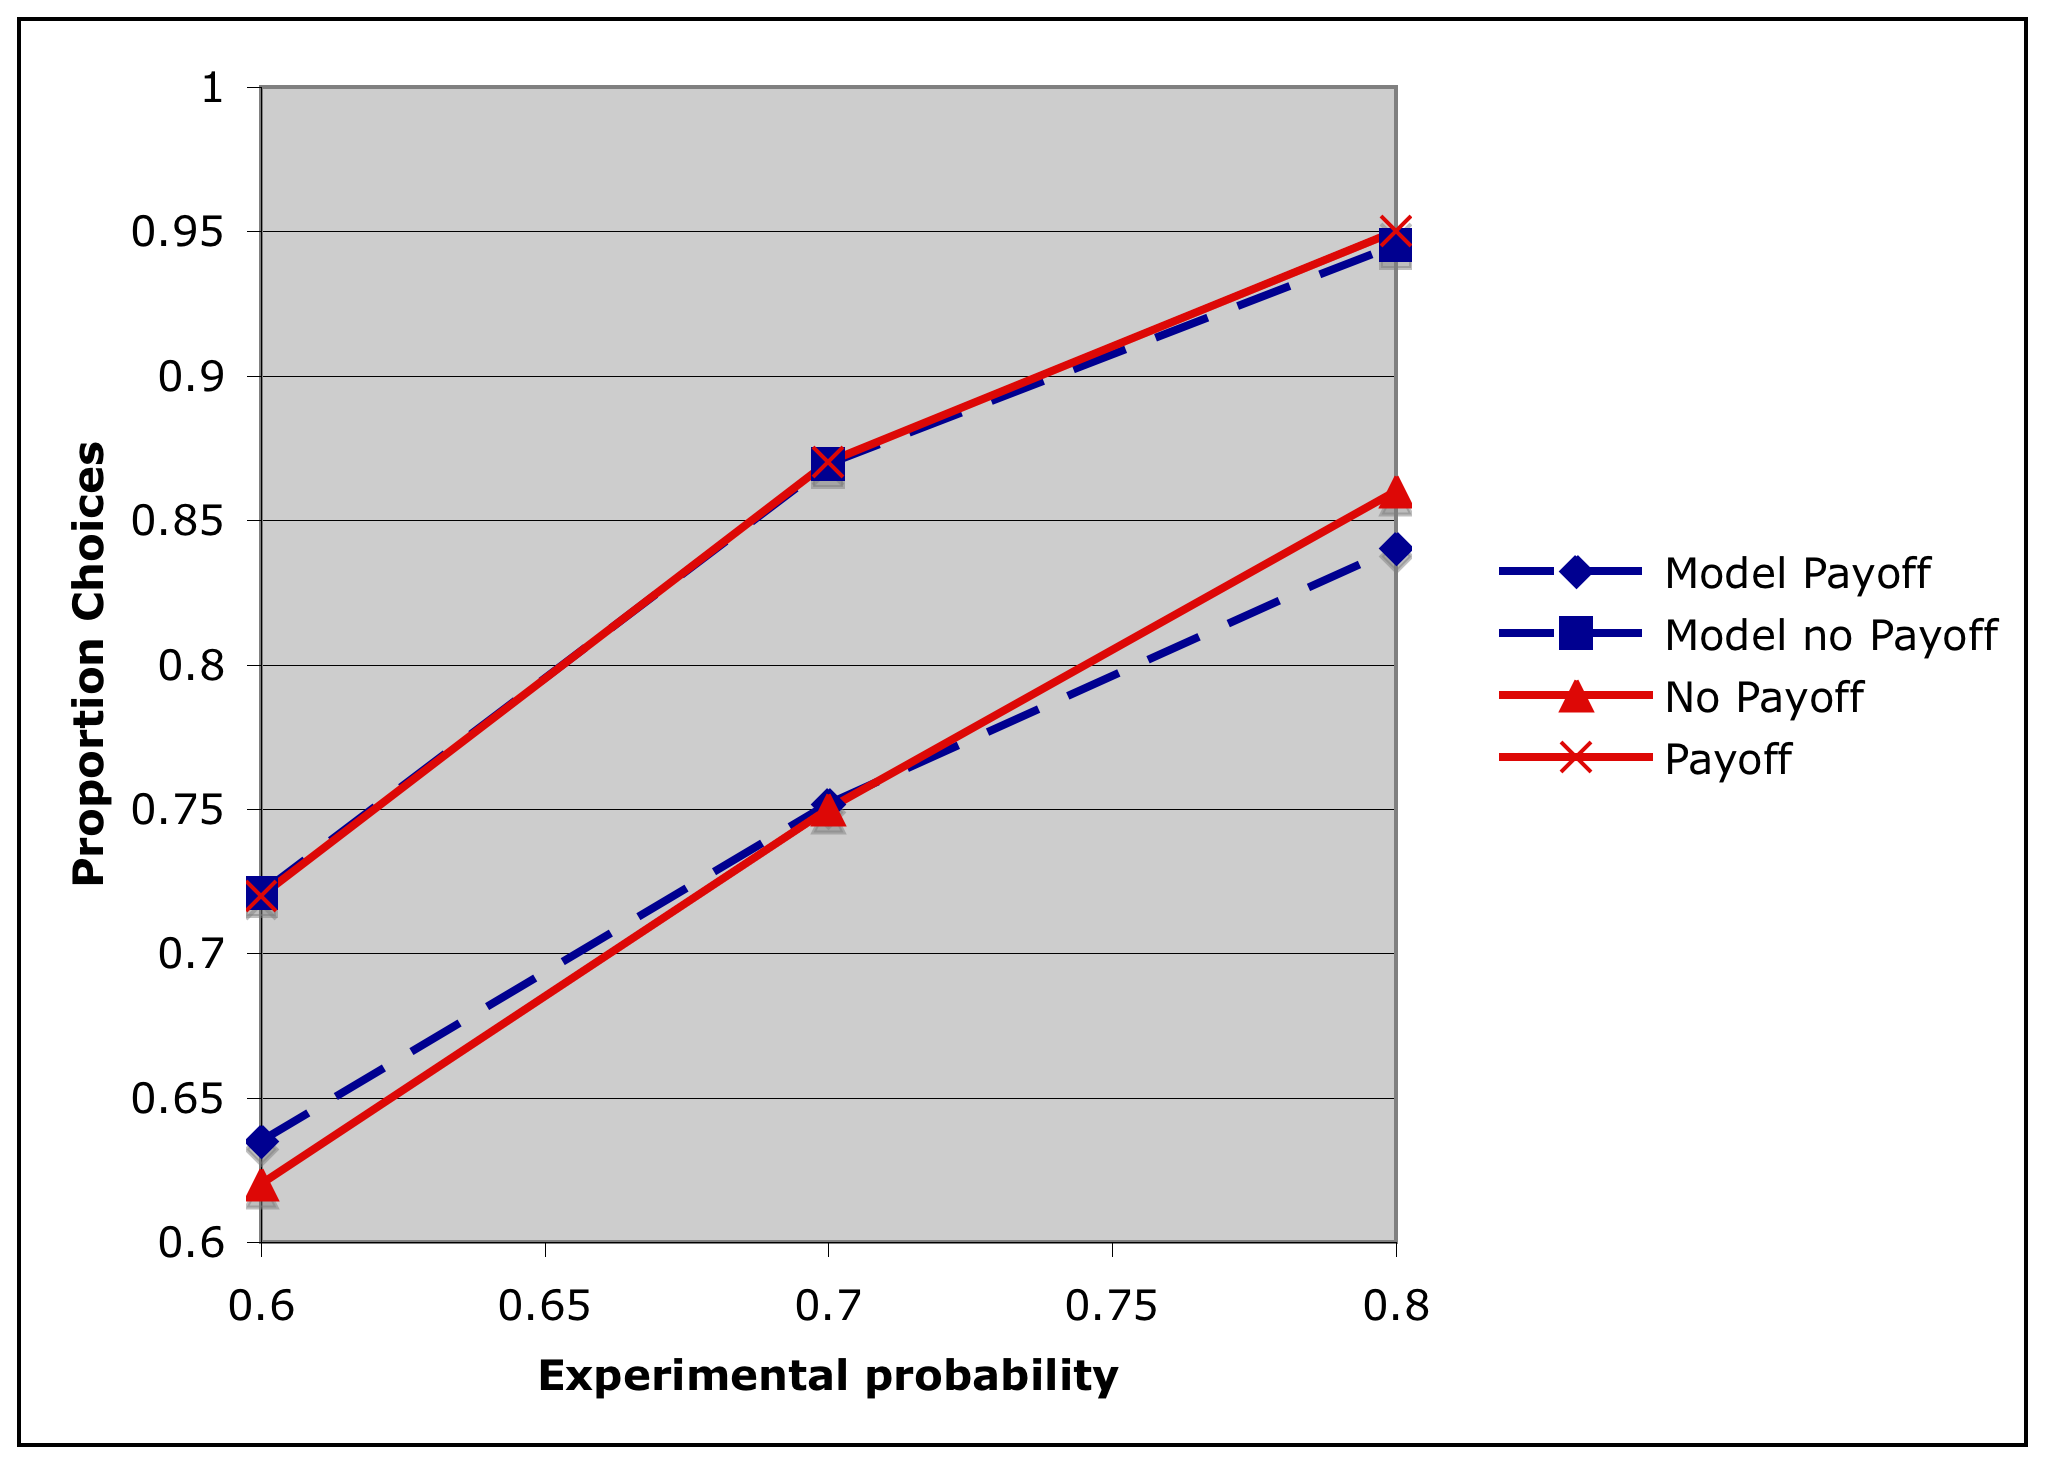 1
0.95
0.9
0.85
0.8
0.75
0.7
0.65
0.6
Proportion Choices
0.6 0.65 0.7 0.75 0.8
Experimental probability
Model Payoff
Model no Payoff
No Payoff
Payoff